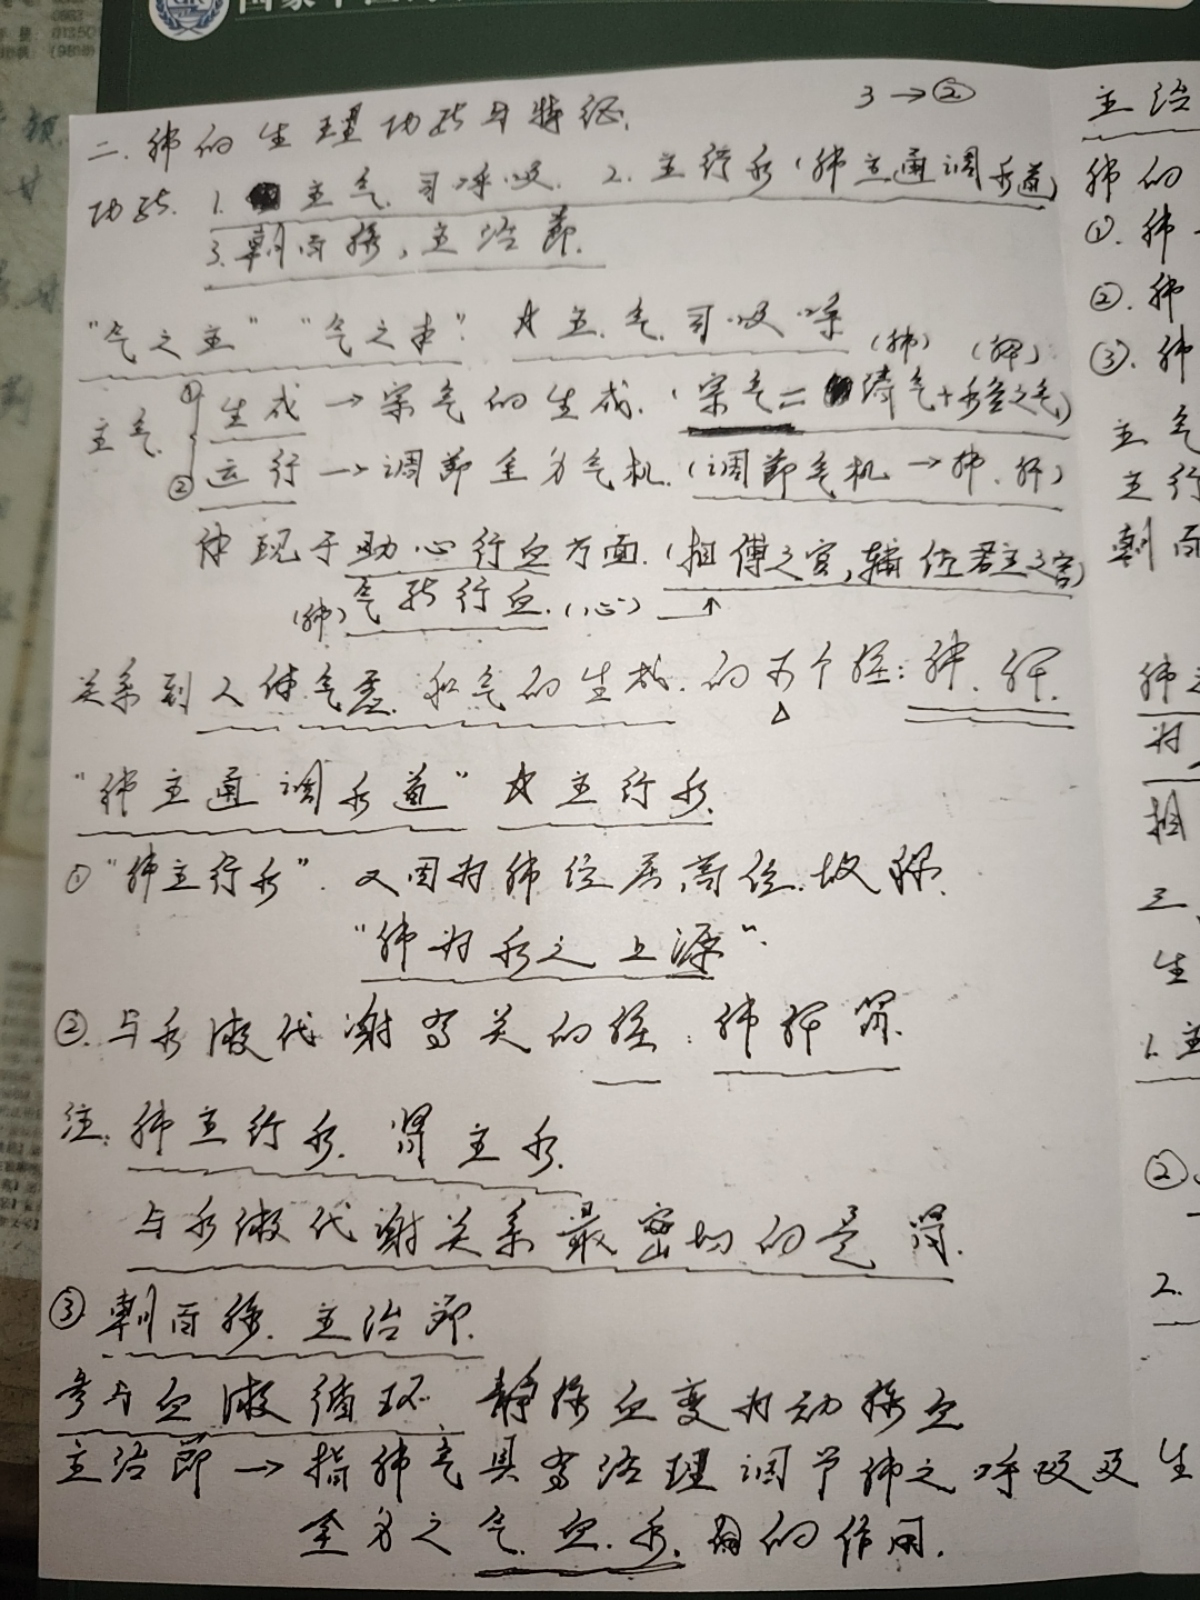 3→②
二.肺的生理功能与特征.
功能. 1. 主气.司呼吸. 2. 主行水(肺主通调水道)
3.朝百脉,主治节.
"气之主" "气之本": ☆主.气.司.吸.呼
(肺) (脾)
主气 ①生成→宗气的生成.(宗气=清气+水谷之气)
②运行→调节全身气机.(调节气机→肺.肝)
体现于助心行血方面.(相傅之官,辅佐君主之官)
(肺)气能行血.(心) ↑
关系到人体气虚.和气的生成.的两个脏:肺.脾.
"肺主通调水道" ☆主行水.
①"肺主行水". 又因为肺位居高位.故称.
"肺为水之上源".
②.与水液代谢有关的脏:肺脾肾.
注:肺主行水.肾主水.
与水液代谢关系最密切的是肾.
③朝百脉.主治节.
参与血液循环 静脉血变为动脉血
主治节→指肺气具有治理调节肺之呼吸及生
全身之气.血.水.的作用.
主治
肺的
①.肺
②.肺
③.肺
主气
主行
朝百
肺
为
相
三.
生
1.主
②
2.